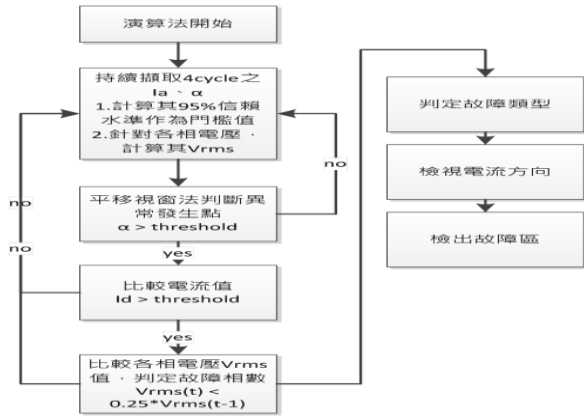 演算法開始
持續擷取4cycle之
Ia、α
1.計算其95%信賴
水準作為門檻值
2.針對各相電壓，
計算其Vrms
no
平移視窗法判斷異
常發生點
α > threshold
no
no
yes
比較電流值
Id > threshold
yes
比較各相電壓Vrms
值，判定故障相數
Vrms(t) <
0.25*Vrms(t-1)
判定故障類型
檢視電流方向
檢出故障區